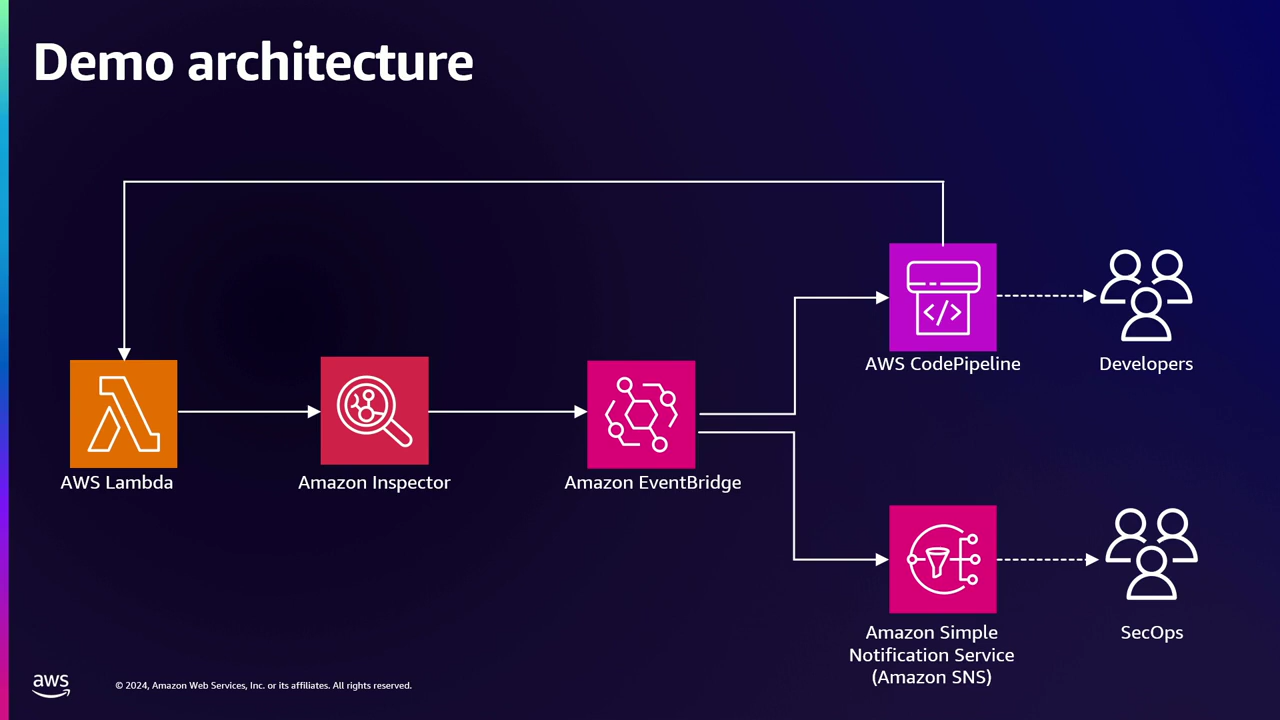 Demo architecture
</>
AWS CodePipeline
Developers
AWS Lambda
Amazon Inspector
Amazon EventBridge
Amazon Simple
Notification Service
(Amazon SNS)
SecOps
aws
© 2024, Amazon Web Services, Inc. or its affiliates. All rights reserved.